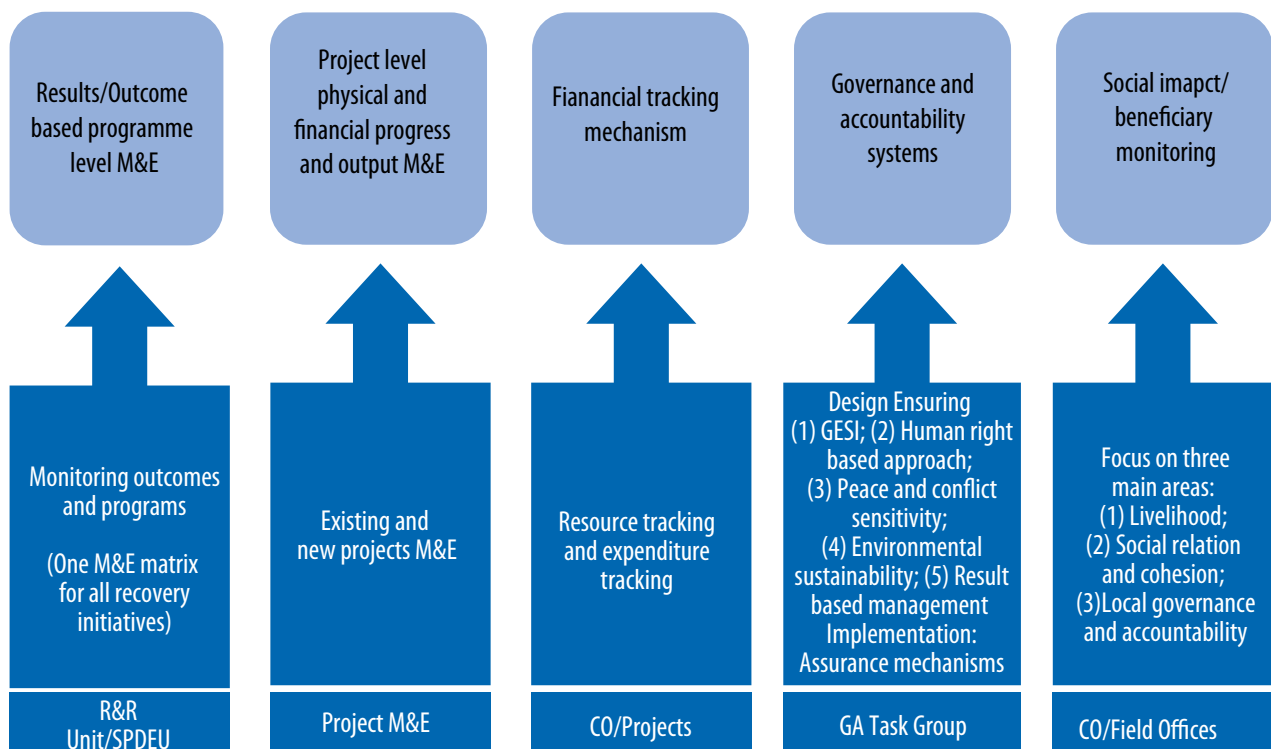 Results/Outcome
based programme
level M&E
Project level
physical and
financial progress
and output M&E
Fianancial tracking
mechanism
Governance and
accountability
systems
Social imapct/
beneficiary
monitoring
Monitoring outcomes
and programs
(One M&E matrix
for all recovery
initiatives)
Existing and
new projects M&E
Resource tracking
and expenditure
tracking
Design Ensuring
(1) GESI; (2) Human right
based approach;
(3) Peace and conflict
sensitivity;
(4) Environmental
sustainability; (5) Result
based management
Implementation:
Assurance mechanisms
Focus on three
main areas:
(1) Livelihood;
(2) Social relation
and cohesion;
(3)Local governance
and accountability
R&R
Unit/SPDEU
Project M&E
CO/Projects
GA Task Group
CO/Field Offices